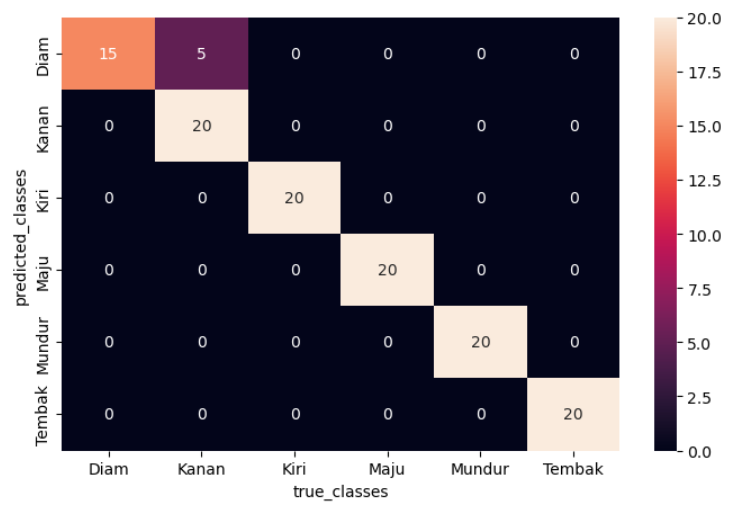 predicted_classes
Diam 15 5 0 0 0 0
Kanan 0 20 0 0 0 0
Kiri 0 0 20 0 0 0
Maju 0 0 0 20 0 0
Mundur 0 0 0 0 20 0
Tembak 0 0 0 0 0 20
Diam Kanan Kiri Maju Mundur Tembak
true_classes
20.0
17.5
15.0
12.5
10.0
7.5
5.0
2.5
0.0